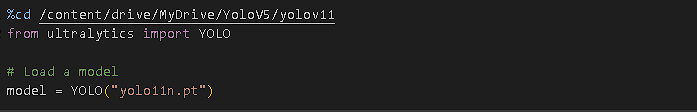 %cd /content/drive/MyDrive/YoloV5/yolov11
from ultralytics import YOLO
# Load a model
model = YOLO("yolo11n.pt")